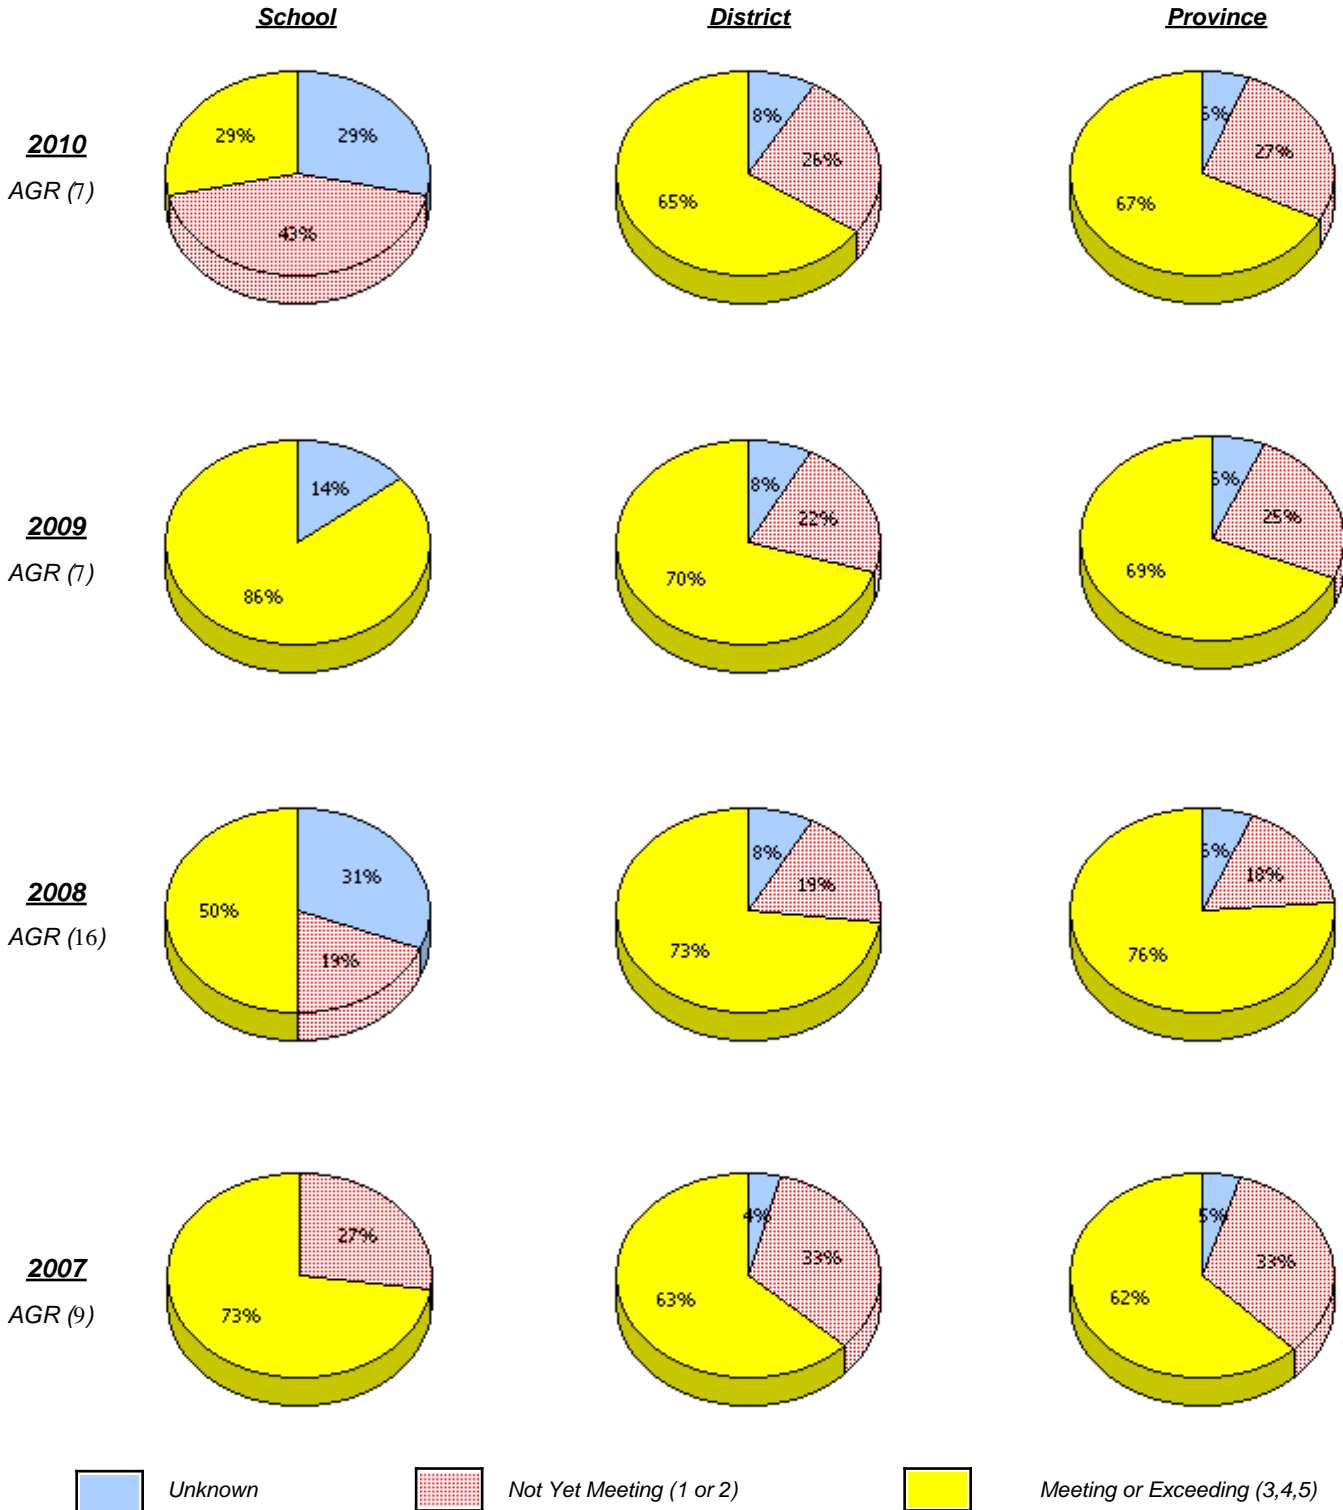 School District Province
2010
AGR (7)
29% 29% 43%
8% 26% 65%
27% 67%
2009
AGR (7)
14% 86%
8% 22% 70%
25% 69%
2008
AGR (16)
31% 50% 19%
8% 19% 73%
18% 76%
2007
AGR (9)
27% 73%
4% 33% 63%
5% 33% 62%
Unknown Not Yet Meeting (1 or 2) Meeting or Exceeding (3,4,5)